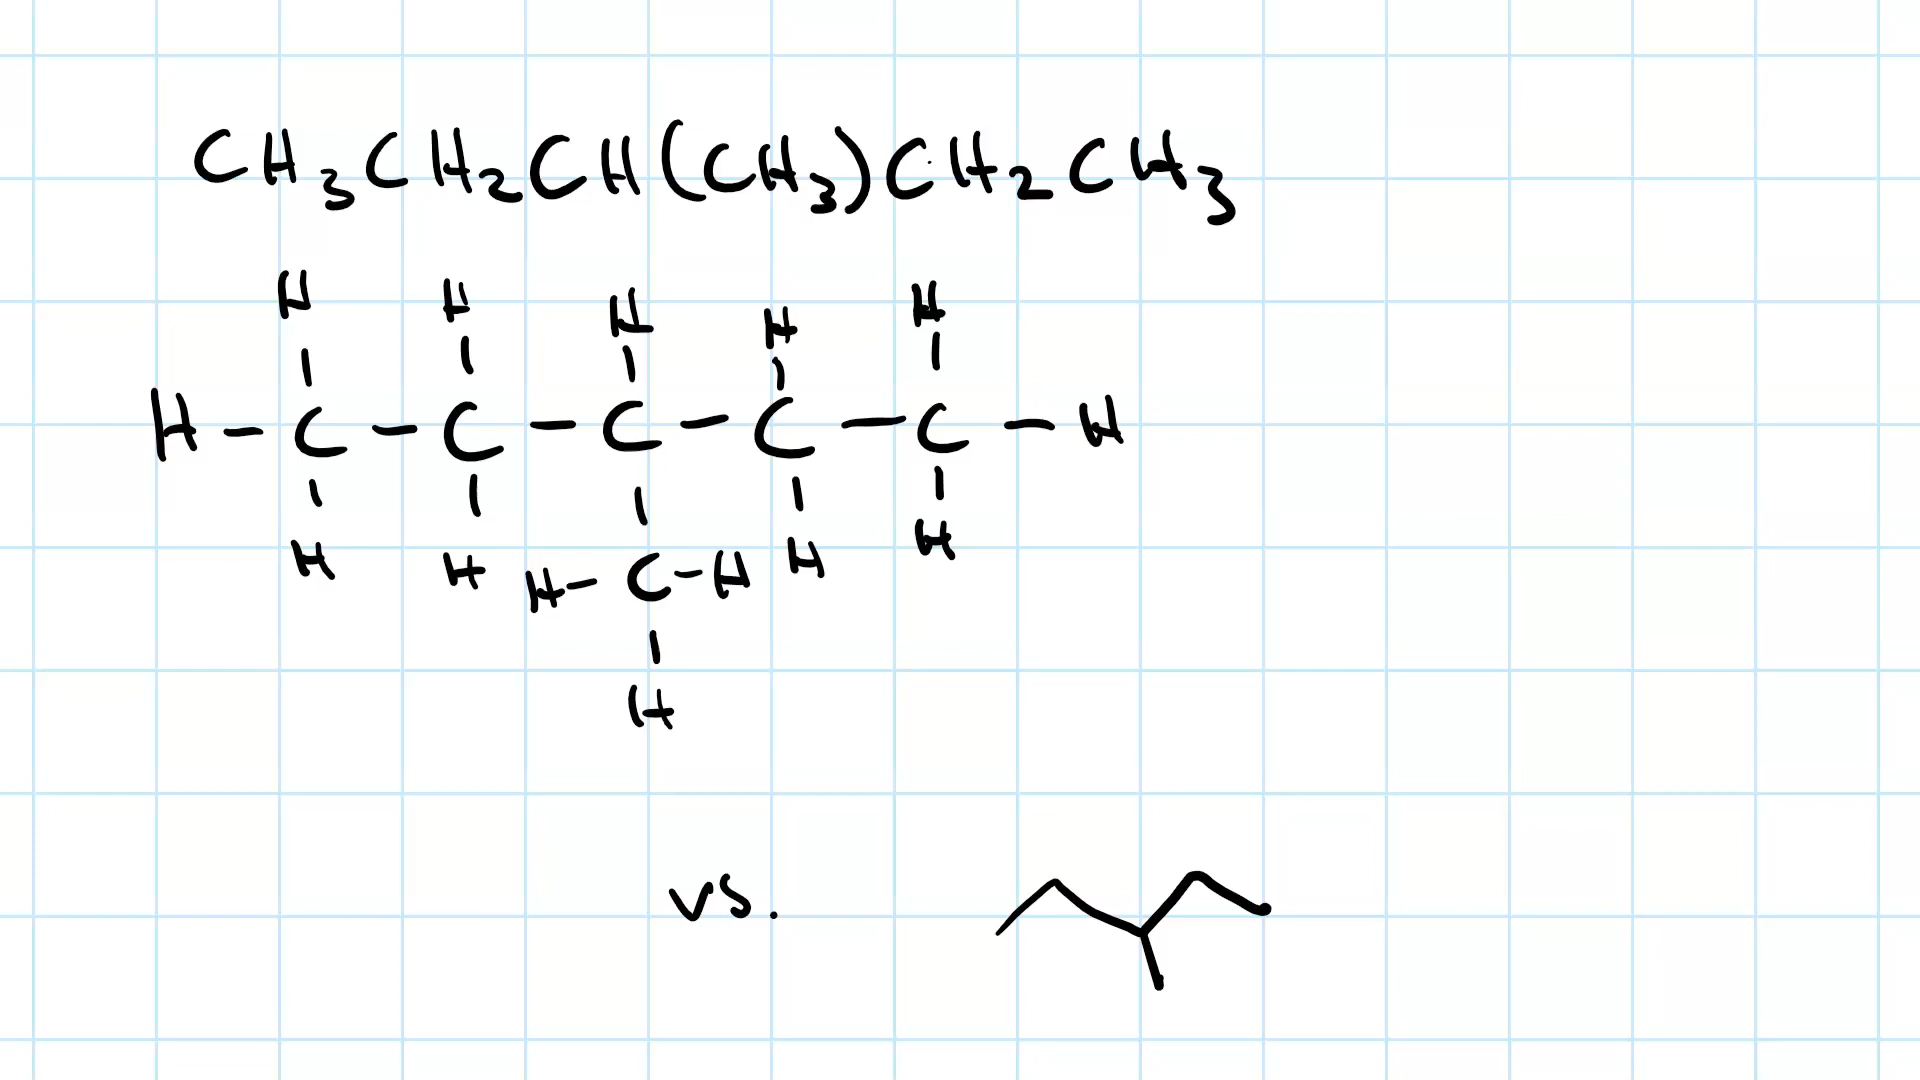 CH3CH2CH(CH3)CH2CH3
H H H H H
H-C-C-C-C-C-H
H H H-C-H H H
H
vs.